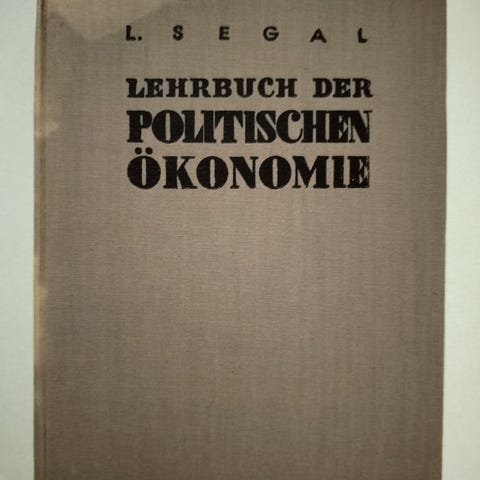 L. SEGAL
LEHRBUCH DER
POLITISCHEN
ÖKONOMIE